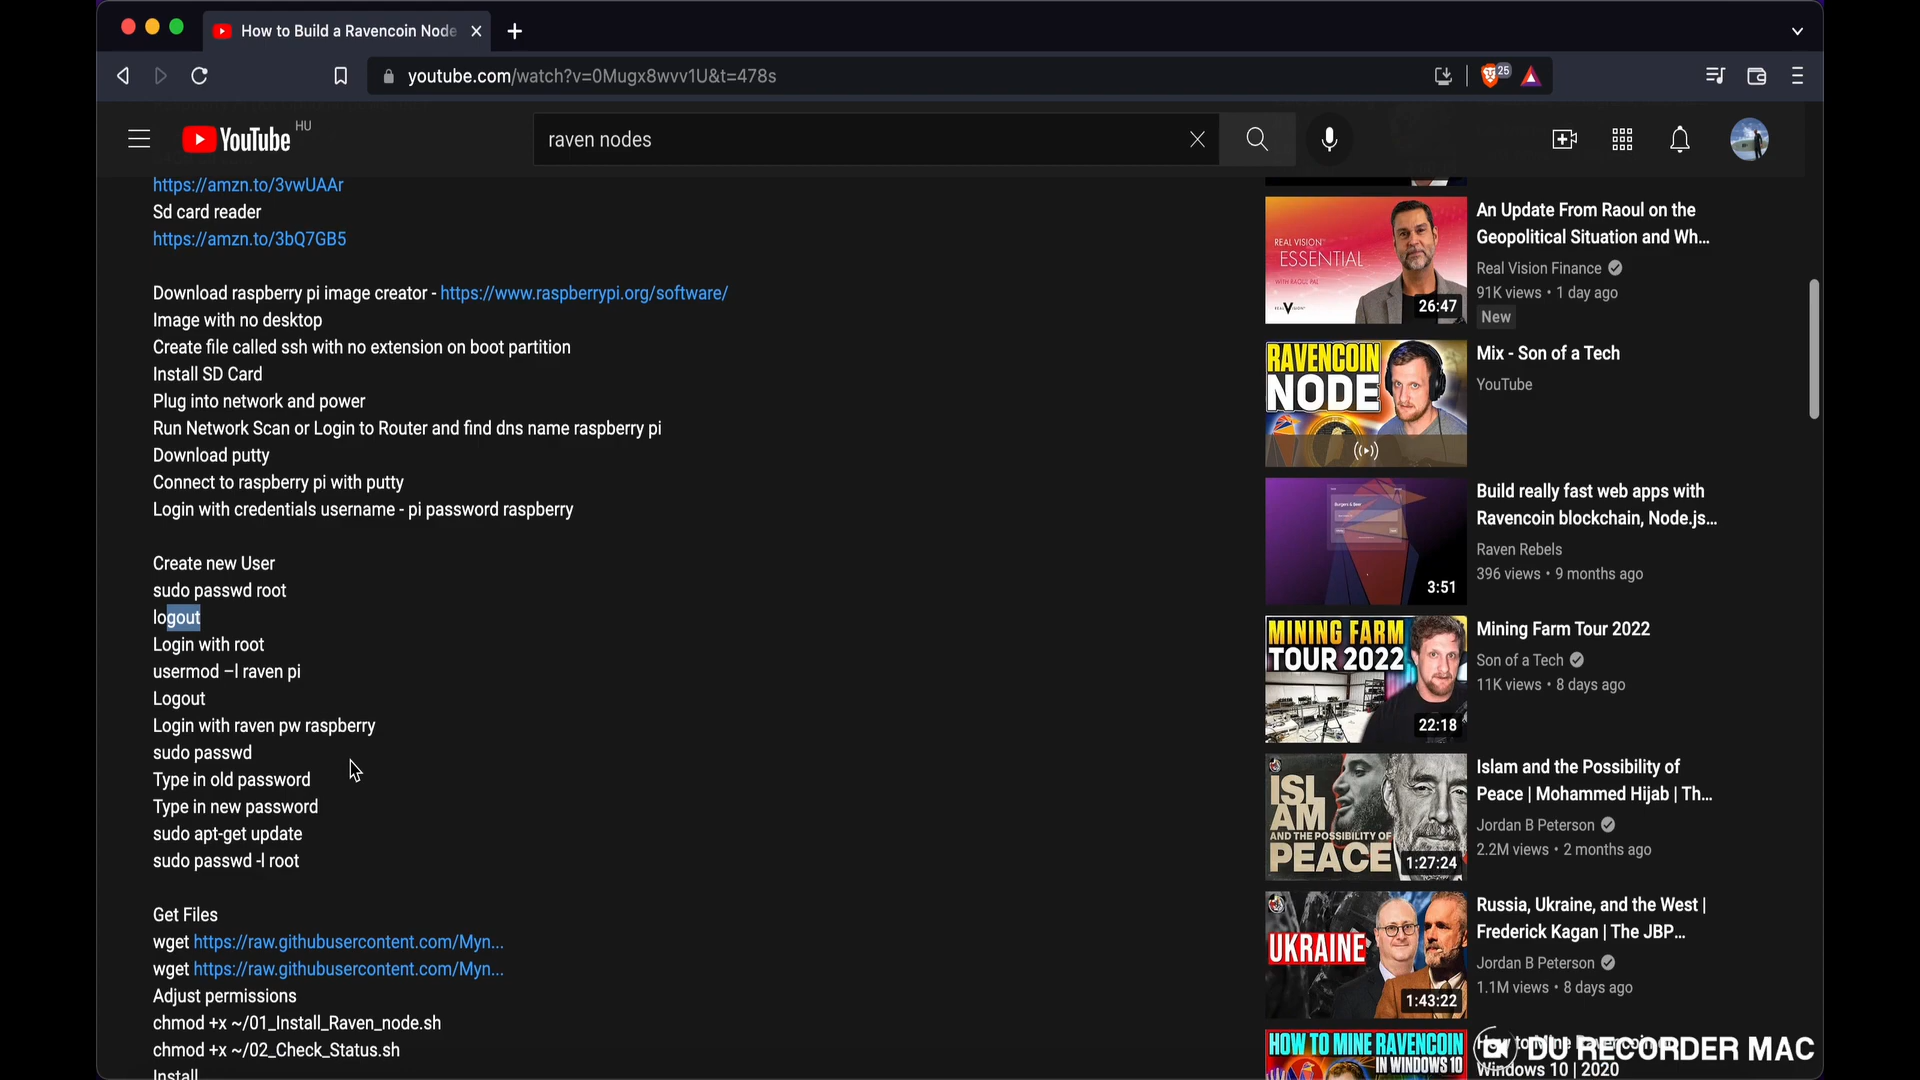 How to Build a Ravencoin Node
youtube.com/watch?v=0Mugx8wvv1U&t=478s
25
YouTube HU
raven nodes
https://amzn.to/3vwUAAr
Sd card reader
https://amzn.to/3bQ7GB5
Download raspberry pi image creator - https://www.raspberrypi.org/software/
Image with no desktop
Create file called ssh with no extension on boot partition
Install SD Card
Plug into network and power
Run Network Scan or Login to Router and find dns name raspberry pi
Download putty
Connect to raspberry pi with putty
Login with credentials username - pi password raspberry
Create new User
sudo passwd root
logout
Login with root
usermod –l raven pi
Logout
Login with raven pw raspberry
sudo passwd
Type in old password
Type in new password
sudo apt-get update
sudo passwd -l root
Get Files
wget https://raw.githubusercontent.com/Myn...
wget https://raw.githubusercontent.com/Myn...
Adjust permissions
chmod +x ~/01_Install_Raven_node.sh
chmod +x ~/02_Check_Status.sh
Install
REAL VISION
ESSENTIAL
WITH RAOUL PAL
26:47
An Update From Raoul on the
Geopolitical Situation and Wh...
Real Vision Finance
91K views • 1 day ago
New
RAVENCOIN
NODE
Mix - Son of a Tech
YouTube
3:51
Build really fast web apps with
Ravencoin blockchain, Node.js...
Raven Rebels
396 views • 9 months ago
MINING FARM
TOUR 2022
22:18
Mining Farm Tour 2022
Son of a Tech
11K views • 8 days ago
ISL
AM
AND THE POSSIBILITY OF
PEACE
1:27:24
Islam and the Possibility of
Peace | Mohammed Hijab | Th...
Jordan B Peterson
2.2M views • 2 months ago
UKRAINE
1:43:22
Russia, Ukraine, and the West |
Frederick Kagan | The JBP...
Jordan B Peterson
1.1M views • 8 days ago
HOW TO MINE RAVENCOIN
IN WINDOWS 10
Windows 10 | 2020
DU RECORDER MAC